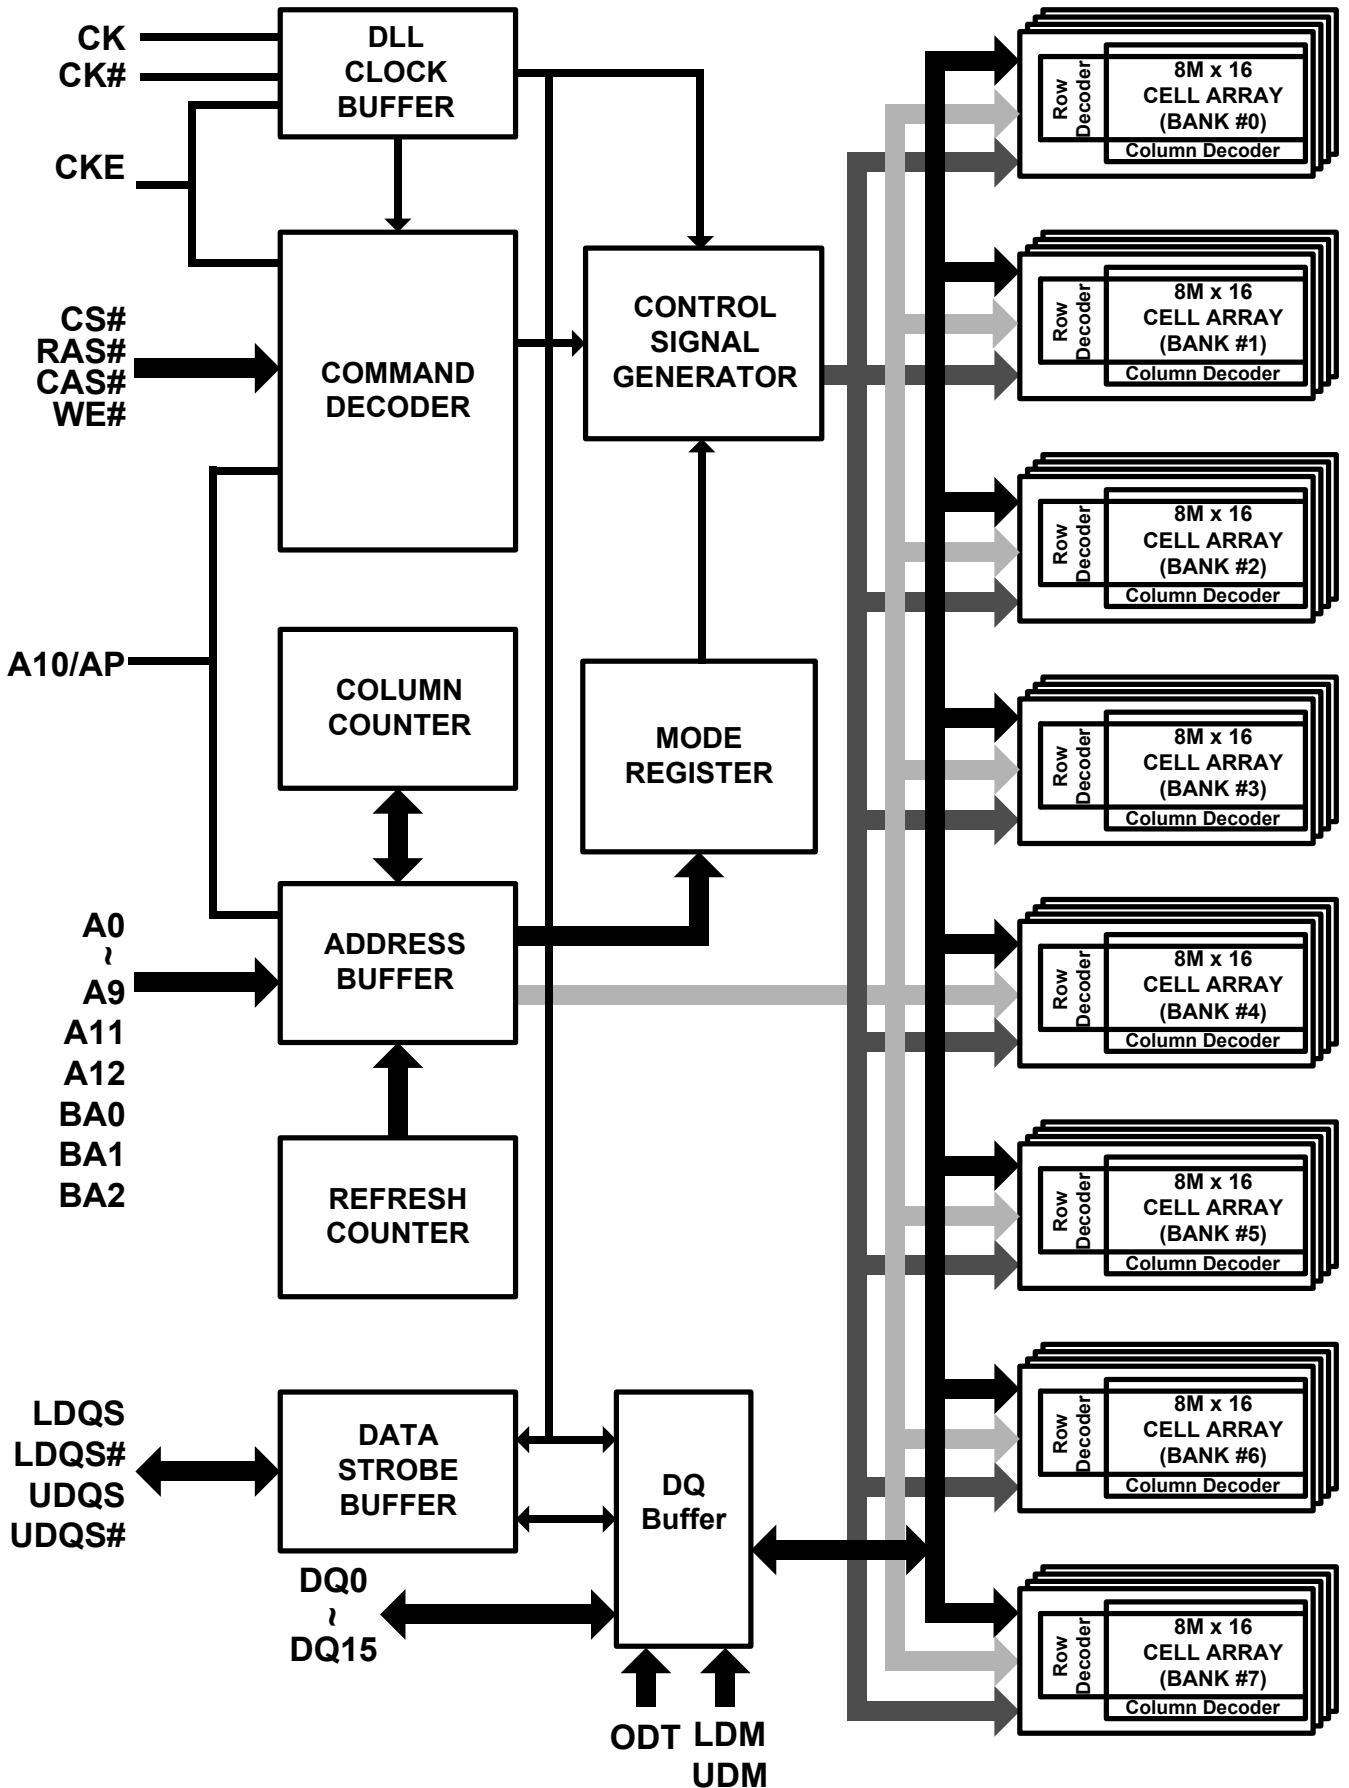 CK
CK#
CKE
CS#
RAS#
CAS#
WE#
A10/AP
A0
~
A9
A11
A12
BA0
BA1
BA2
LDQS
LDQS#
UDQS
UDQS#
DQ0
~
DQ15
DLL
CLOCK
BUFFER
COMMAND
DECODER
COLUMN
COUNTER
ADDRESS
BUFFER
REFRESH
COUNTER
DATA
STROBE
BUFFER
CONTROL
SIGNAL
GENERATOR
MODE
REGISTER
DQ
Buffer
ODT
LDM
UDM
Row
Decoder
8M x 16
CELL ARRAY
(BANK #0)
Column Decoder
Row
Decoder
8M x 16
CELL ARRAY
(BANK #1)
Column Decoder
Row
Decoder
8M x 16
CELL ARRAY
(BANK #2)
Column Decoder
Row
Decoder
8M x 16
CELL ARRAY
(BANK #3)
Column Decoder
Row
Decoder
8M x 16
CELL ARRAY
(BANK #4)
Column Decoder
Row
Decoder
8M x 16
CELL ARRAY
(BANK #5)
Column Decoder
Row
Decoder
8M x 16
CELL ARRAY
(BANK #6)
Column Decoder
Row
Decoder
8M x 16
CELL ARRAY
(BANK #7)
Column Decoder